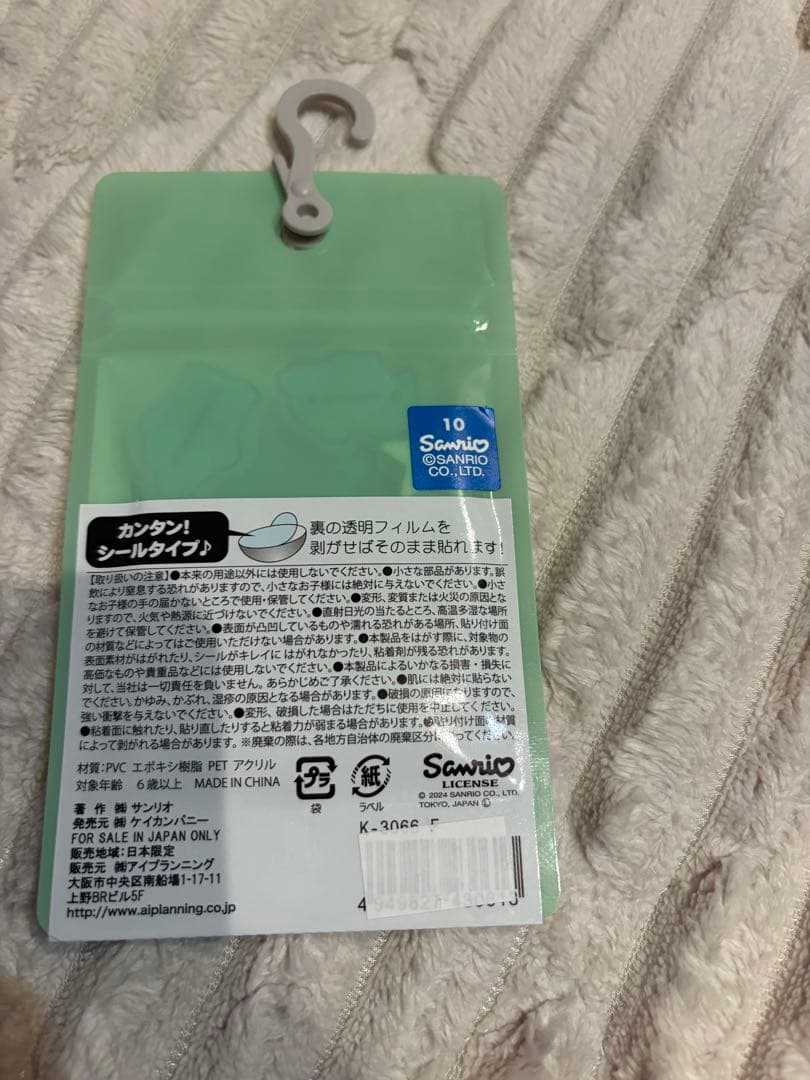 10
Sanrio
©SANRIO
CO.,LTD.
カンタン!
シールタイプ♪
裏の透明フィルムを
剥がせばそのまま貼れます!
【取り扱いの注意】●本来の用途以外には使用しないでください。●小さな部品があります。誤
飲により窒息する恐れがありますので、小さなお子様には絶対に与えないでください。●小さ
なお子様の手の届かないところで使用・保管してください。●変形、変質または火災の原因とな
りますので、火気や熱源に近づけないでください。●直射日光の当たるところ、高温多湿な場所
を避けて保管してください。●表面が凸凹しているものや濡れる恐れがある場所、貼り付け面
の材質などによってはご使用いただけない場合があります。●本製品をはがす際に、対象物の
表面素材がはがれたり、シールがキレイに はがれなかったり、粘着剤が残る恐れがあります。
高価なものや貴重品などには使用しないでください。●本製品によるいかなる損害・損失に
対して、当社は一切責任を負いません。あらかじめご了承ください。●肌には絶対に貼らない
でください。かゆみ、かぶれ、湿疹の原因となる場合があります。●破損の原因になりますので、
強い衝撃を与えないでください。●変形、破損した場合はただちに使用を中止してください。
●粘着面に触れたり、貼り直したりすると粘着力が弱まる場合があります。●貼り付け面の材質
によって剥がれる場合があります。※廃棄の際は、各地方自治体の廃棄区分に従ってください。
材質:PVC エポキシ樹脂 PET アクリル
対象年齢 6歳以上 MADE IN CHINA
プラ
袋
紙
ラベル
Sanrio
LICENSE
© 2024 SANRIO CO., LTD.
TOKYO, JAPAN Ⓛ
著 作 ㈱ サンリオ
発売元 ㈱ ケイカンパニー
FOR SALE IN JAPAN ONLY
販売地域:日本限定
販売元 ㈱アイプランニング
大阪市中央区南船場1-17-11
上野BRビル5F
http://www.aiplanning.co.jp
K-3066